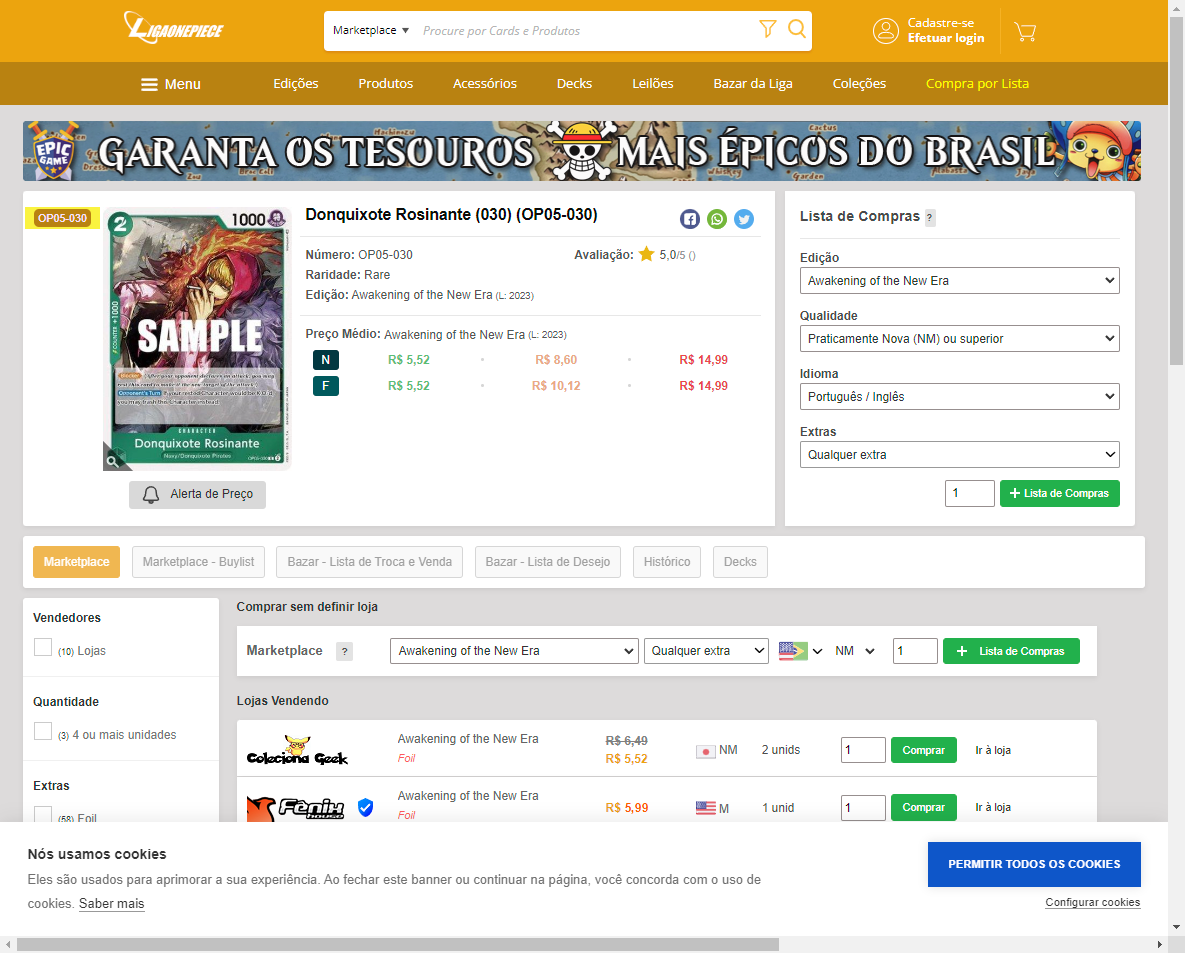 LIGAONEPIECE
Marketplace ▼ Procure por Cards e Produtos
Cadastre-se
Efetuar login
Menu Edições Produtos Acessórios Decks Leilões Bazar da Liga Coleções Compra por Lista
EPIC GAME GARANTA OS TESOUROS MAIS ÉPICOS DO BRASIL
OP05-030
2 1000
COUNTER +1000
SAMPLE
CHARACTER
Donquixote Rosinante
Navy/Donquixote Pirates
Alerta de Preço
Donquixote Rosinante (030) (OP05-030)
Número: OP05-030
Avaliação: 5,0/5 ()
Raridade: Rare
Edição: Awakening of the New Era (L: 2023)
Preço Médio: Awakening of the New Era (L: 2023)
N R$ 5,52 R$ 8,60 R$ 14,99
F R$ 5,52 R$ 10,12 R$ 14,99
Lista de Compras ?
Edição
Awakening of the New Era
Qualidade
Praticamente Nova (NM) ou superior
Idioma
Português / Inglês
Extras
Qualquer extra
1 + Lista de Compras
Marketplace Marketplace - Buylist Bazar - Lista de Troca e Venda Bazar - Lista de Desejo Histórico Decks
Vendedores
(10) Lojas
Quantidade
(3) 4 ou mais unidades
Extras
(58) Foil
Comprar sem definir loja
Marketplace ? Awakening of the New Era Qualquer extra NM 1 + Lista de Compras
Lojas Vendendo
Coleciona Geek
Awakening of the New Era
Foil
R$ 6,49
R$ 5,52
NM 2 unids 1 Comprar Ir à loja
Fênix House
Awakening of the New Era
Foil
R$ 5,99 M 1 unid 1 Comprar Ir à loja
Nós usamos cookies
Eles são usados para aprimorar a sua experiência. Ao fechar este banner ou continuar na página, você concorda com o uso de
cookies. Saber mais
PERMITIR TODOS OS COOKIES
Configurar cookies